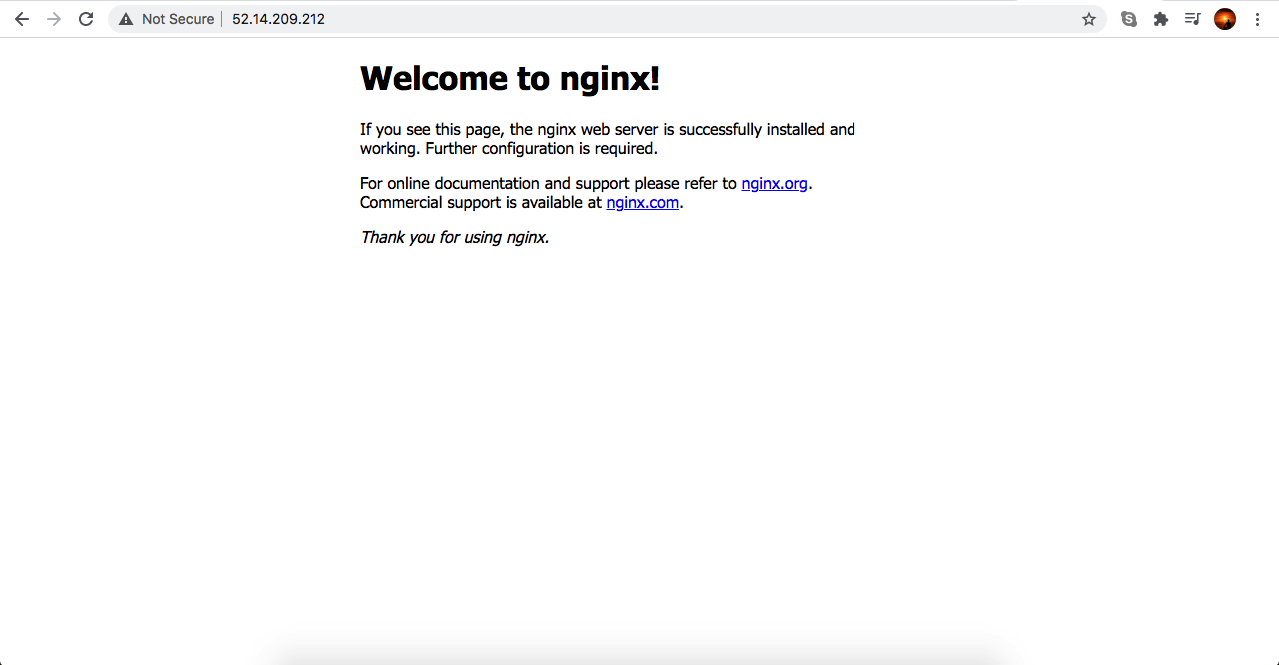 Not Secure | 52.14.209.212
Welcome to nginx!
If you see this page, the nginx web server is successfully installed and
working. Further configuration is required.
For online documentation and support please refer to nginx.org.
Commercial support is available at nginx.com.
Thank you for using nginx.